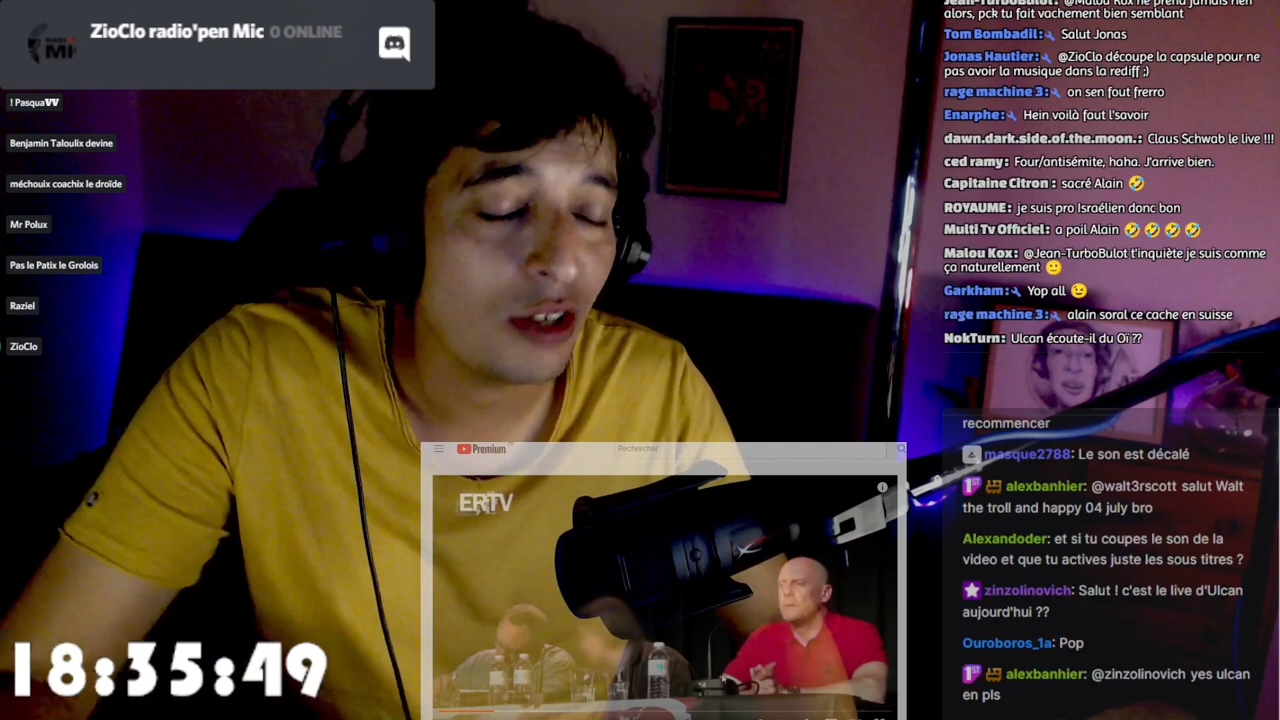 ZioClo radio'pen Mic 0 ONLINE
! PasquaVV
Benjamin Taloulix devine
méchouix coachix le droïde
Mr Polux
Pas le Patix le Grolois
Raziel
ZioClo
18:35:49
Premium
Rechercher
ERTV
Jean-TurboBulot: @Malou Kox ne prend jamais rien
alors, pck tu fait vachement bien semblant
Tom Bombadil: Salut Jonas
Jonas Hautier: @ZioClo découpe la capsule pour ne
pas avoir la musique dans la rediff ;)
rage machine 3: on sen fout frerro
Enarphe: Hein voilà faut l'savoir
dawn.dark.side.of.the.moon.: Claus Schwab le live !!!
ced ramy: Four/antisémite, haha. J'arrive bien.
Capitaine Citron : sacré Alain 🤣
ROYAUME: je suis pro Israélien donc bon
Multi Tv Officiel: a poil Alain 🤣 🤣 🤣 🤣
Malou Kox: @Jean-TurboBulot t'inquiète je suis comme
ça naturellement 🙂
Garkham: Yop all 😉
rage machine 3: alain soral ce cache en suisse
NokTurn: Ulcan écoute-il du Oï ??
recommencer
masque2788: Le son est décalé
alexbanhier: @walt3rscott salut Walt
the troll and happy 04 july bro
Alexandoder: et si tu coupes le son de la
video et que tu actives juste les sous titres ?
zinzolinovich: Salut ! c'est le live d'Ulcan
aujourd'hui ??
Ouroboros_1a: Pop
alexbanhier: @zinzolinovich yes ulcan
en pls